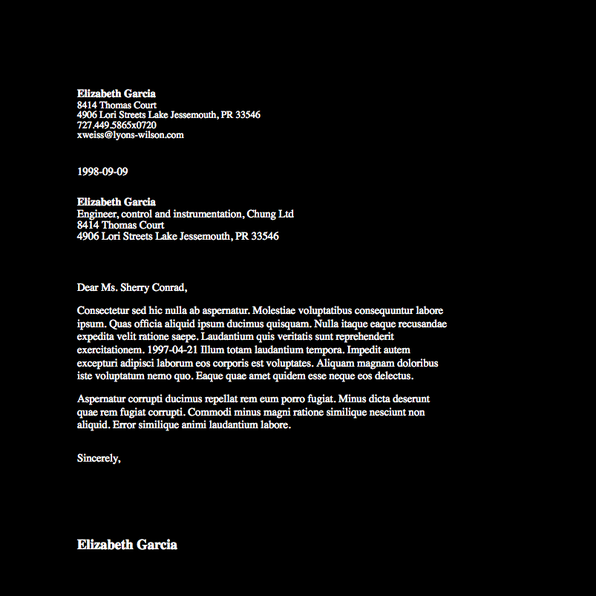 Elizabeth Garcia
8414 Thomas Court
4906 Lori Streets Lake Jessemouth, PR 33546
727.449.5865x0720
xweiss@lyons-wilson.com
1998-09-09
Elizabeth Garcia
Engineer, control and instrumentation, Chung Ltd
8414 Thomas Court
4906 Lori Streets Lake Jessemouth, PR 33546
Dear Ms. Sherry Conrad,
Consectetur sed hic nulla ab aspernatur. Molestiae voluptatibus consequuntur labore
ipsum. Quas officia aliquid ipsum ducimus quisquam. Nulla itaque eaque recusandae
expedita velit ratione saepe. Laudantium quis veritatis sunt reprehenderit
exercitationem. 1997-04-21 Illum totam laudantium tempora. Impedit autem
excepturi adipisci laborum eos corporis est voluptates. Aliquam magnam doloribus
iste voluptatum nemo quo. Eaque quae amet quidem esse neque eos delectus.
Aspernatur corrupti ducimus repellat rem eum porro fugiat. Minus dicta deserunt
quae rem fugiat corrupti. Commodi minus magni ratione similique nesciunt non
aliquid. Error similique animi laudantium labore.
Sincerely,
Elizabeth Garcia